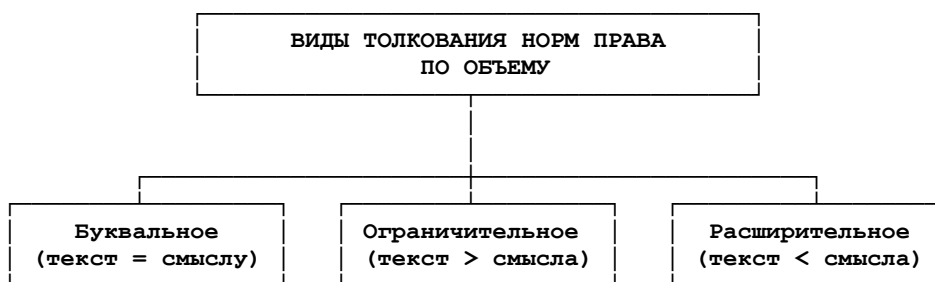 ВИДЫ ТОЛКОВАНИЯ НОРМ ПРАВА
ПО ОБЪЕМУ
Буквальное
(текст = смыслу)
Ограничительное
(текст > смысла)
Расширительное
(текст < смысла)